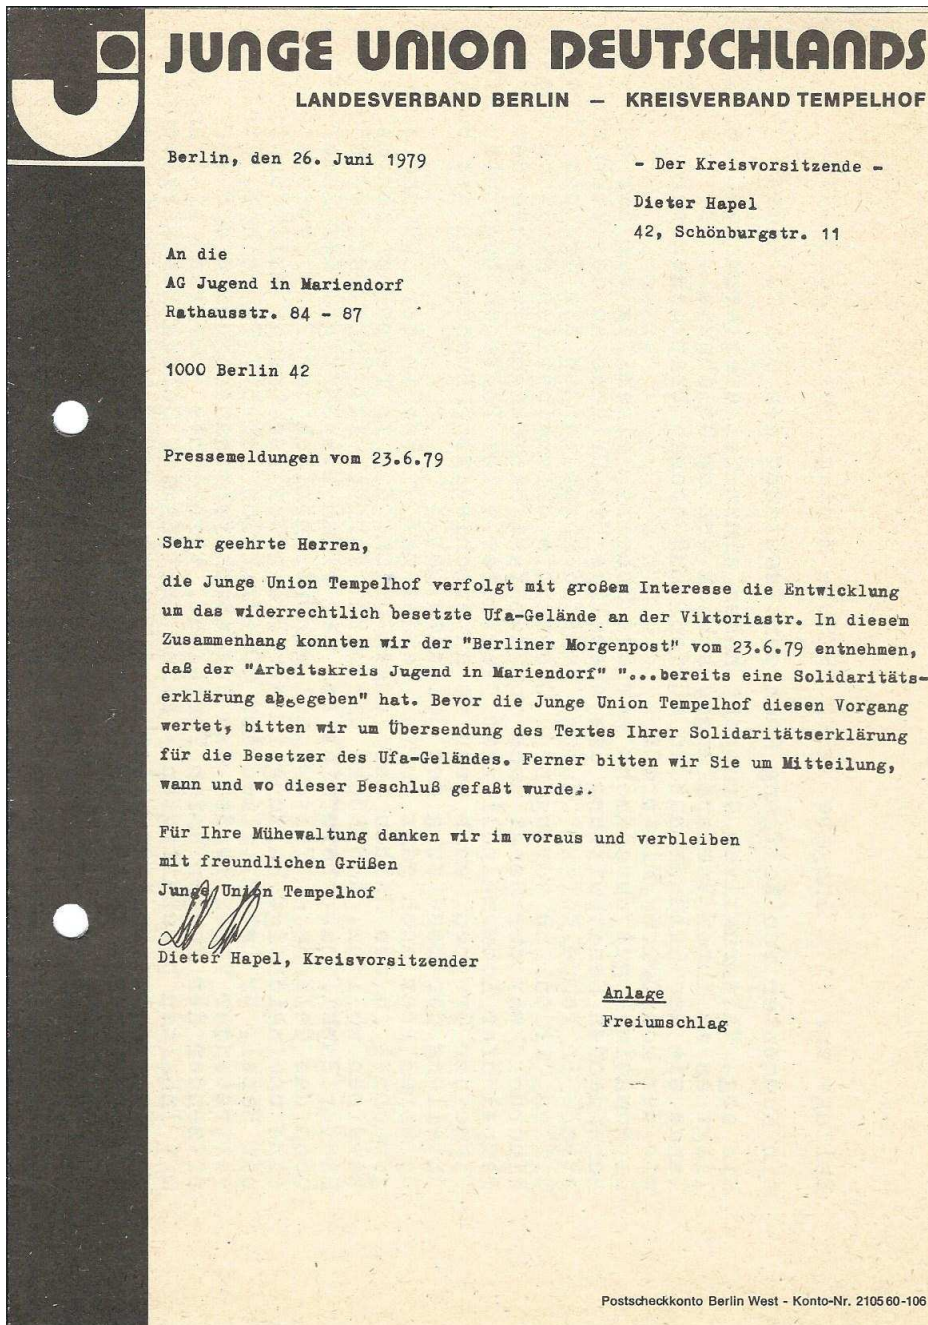 JUNGE UNION DEUTSCHLANDS
LANDESVERBAND BERLIN — KREISVERBAND TEMPELHOF
Berlin, den 26. Juni 1979
- Der Kreisvorsitzende -
Dieter Hapel
42, Schönburgstr. 11
An die
AG Jugend in Mariendorf
Rathausstr. 84 - 87
1000 Berlin 42
Pressemeldungen vom 23.6.79
Sehr geehrte Herren,
die Junge Union Tempelhof verfolgt mit großem Interesse die Entwicklung
um das widerrechtlich besetzte Ufa-Gelände an der Viktoriastr. In diesem
Zusammenhang konnten wir der "Berliner Morgenpost" vom 23.6.79 entnehmen,
daß der "Arbeitskreis Jugend in Mariendorf" "...bereits eine Solidaritäts-
erklärung abgegeben" hat. Bevor die Junge Union Tempelhof diesen Vorgang
wertet, bitten wir um Übersendung des Textes Ihrer Solidaritätserklärung
für die Besetzer des Ufa-Geländes. Ferner bitten wir Sie um Mitteilung,
wann und wo dieser Beschluß gefaßt wurde.
Für Ihre Mühewaltung danken wir im voraus und verbleiben
mit freundlichen Grüßen
Junge Union Tempelhof
Dieter Hapel, Kreisvorsitzender
Anlage
Freiumschlag
Postscheckkonto Berlin West - Konto-Nr. 210560-106